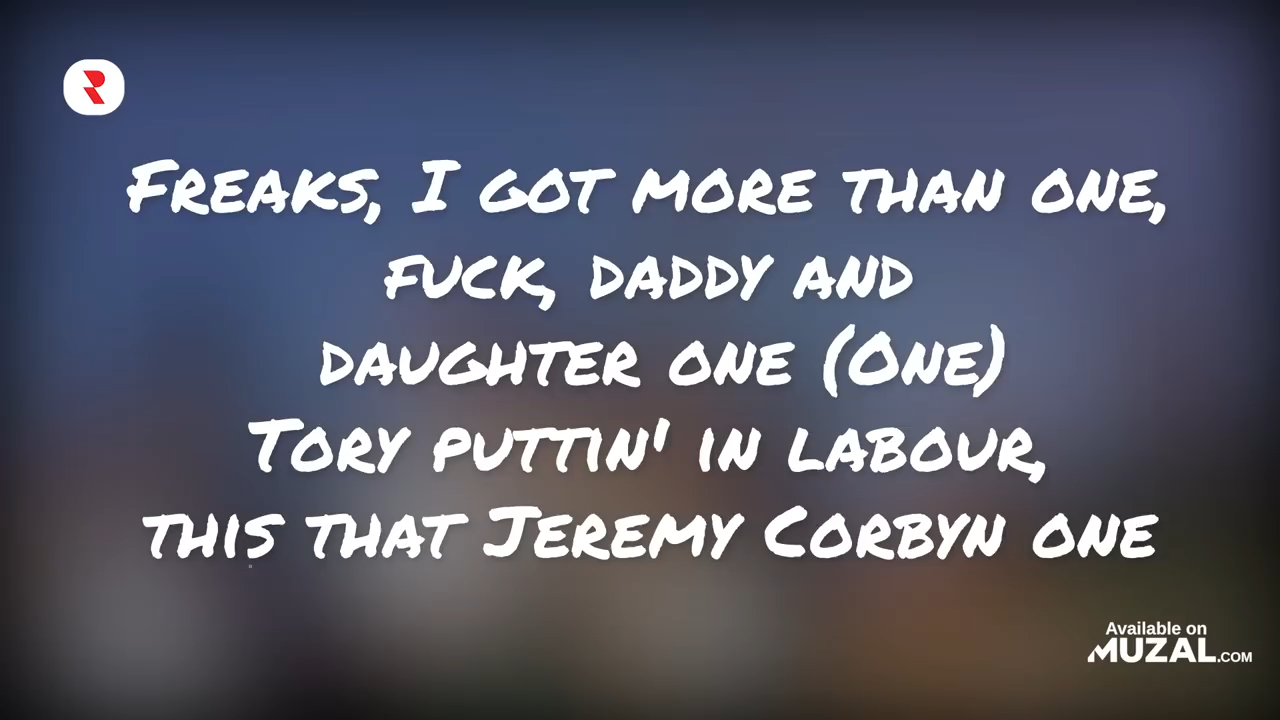 Freaks, I got more than one,
fuck, daddy and
daughter one (One)
Tory puttin' in labour,
this that Jeremy Corbyn one
Available on
MUZAL.COM